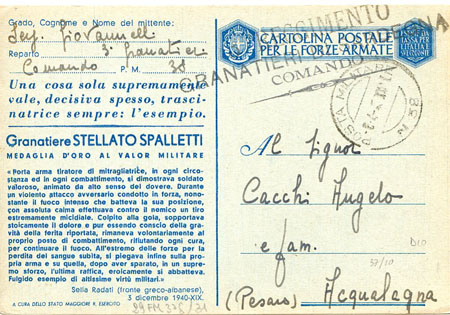 Grado, Cognome e Nome del mittente:
Serg. Giovannelli
Reparto 3° Granatieri
Comando P. M. 38
Una cosa sola supremamente
vale, decisiva spesso, trasci-
natrice sempre: l'esempio.
Granatiere STELLATO SPALLETTI
MEDAGLIA D'ORO AL VALOR MILITARE
«Porta arma tiratore di mitragliatrice, in ogni circo-
stanza ed in ogni combattimento, si dimostrava soldato
valoroso, animato da alto senso del dovere. Durante
un violento attacco avversario condotto in forza, nono-
stante il fuoco intenso che batteva la sua posizione,
con assoluta calma effettuava contro il nemico un tiro
estremamente micidiale. Colpito alla gola, sopportava
stoicamente il dolore e pur essendo conscio della gra-
vità della ferita riportata, rimaneva volontariamente al
proprio posto di combattimento, rifiutando ogni cura,
per continuare il fuoco. All'estremo delle forze per la
perdita del sangue subita, si piegava infine sulla pro-
pria arma e su quella, dopo aver sparato, in un supre-
mo sforzo, l'ultima raffica, eroicamente si abbatteva.
Fulgido esempio di altissime virtù militari.»
Sella Radati (fronte greco-albanese),
3 dicembre 1940-XIX.
A CURA DELLO STATO MAGGIORE R. ESERCITO
CARTOLINA POSTALE
PER LE FORZE ARMATE
GRANATIERI
COMANDO
POSTA MILITARE
Al Signor
Cacchi Angelo
e fam.
37/10
(Pesaro) Acqualagna